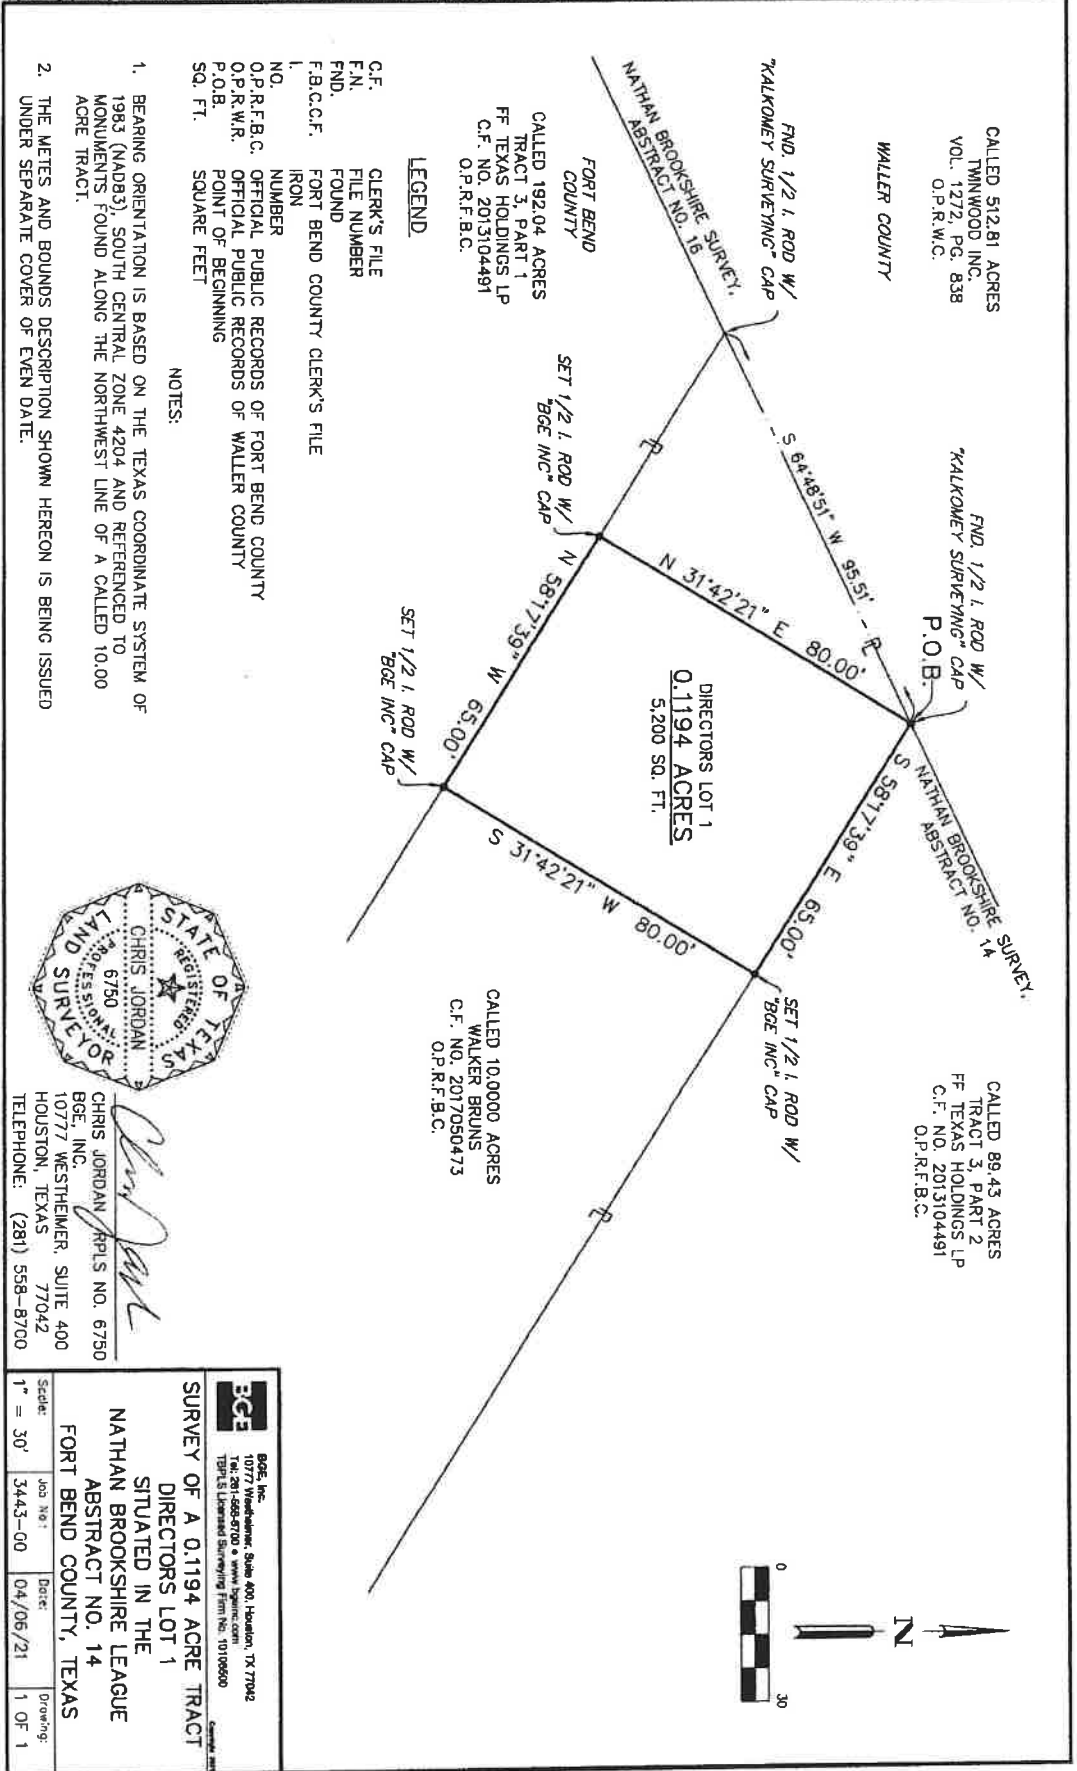 CALLED 512.81 ACRES
TWINWOOD INC.
VOL. 1272, PG. 838
O.P.R.W.C.
WALLER COUNTY
FND. 1/2 I. ROD W/
"KALKOMEY SURVEYING" CAP
NATHAN BROOKSHIRE SURVEY,
ABSTRACT NO. 16
FORT BEND
COUNTY
CALLED 192.04 ACRES
TRACT 3, PART 1
FF TEXAS HOLDINGS LP
C.F. NO. 2013104491
O.P.R.F.B.C.
FND. 1/2 I. ROD W/
"KALKOMEY SURVEYING" CAP
P.O.B.
S 64°48'51" W 95.51'
NATHAN BROOKSHIRE SURVEY,
ABSTRACT NO. 14
S 58°17'39" E 65.00'
N 31°42'21" E 80.00'
DIRECTORS LOT 1
0.1194 ACRES
5,200 SQ. FT.
SET 1/2 I. ROD W/
"BGE INC" CAP
N 58°17'39" W 65.00'
SET 1/2 I. ROD W/
"BGE INC" CAP
S 31°42'21" W 80.00'
SET 1/2 I. ROD W/
"BGE INC" CAP
CALLED 89.43 ACRES
TRACT 3, PART 2
FF TEXAS HOLDINGS LP
C.F. NO. 2013104491
O.P.R.F.B.C.
CALLED 10.0000 ACRES
WALKER BRUNS
C.F. NO. 2017050473
O.P.R.F.B.C.
N
0 30
LEGEND
C.F. CLERK'S FILE
F.N. FILE NUMBER
FND. FOUND
F.B.C.C.F. FORT BEND COUNTY CLERK'S FILE
I. IRON
NO. NUMBER
O.P.R.F.B.C. OFFICIAL PUBLIC RECORDS OF FORT BEND COUNTY
O.P.R.W.R. OFFICIAL PUBLIC RECORDS OF WALLER COUNTY
P.O.B. POINT OF BEGINNING
SQ. FT. SQUARE FEET
NOTES:
1. BEARING ORIENTATION IS BASED ON THE TEXAS COORDINATE SYSTEM OF
1983 (NAD83), SOUTH CENTRAL ZONE 4204 AND REFERENCED TO
MONUMENTS FOUND ALONG THE NORTHWEST LINE OF A CALLED 10.00
ACRE TRACT.
2. THE METES AND BOUNDS DESCRIPTION SHOWN HEREON IS BEING ISSUED
UNDER SEPARATE COVER OF EVEN DATE.
STATE OF TEXAS
REGISTERED
CHRIS JORDAN
6750
PROFESSIONAL
LAND SURVEYOR
CHRIS JORDAN RPLS NO. 6750
BGE, INC.
10777 WESTHEIMER, SUITE 400
HOUSTON, TEXAS 77042
TELEPHONE: (281) 558-8700
BGE
BGE, Inc.
10777 Westheimer, Suite 400, Houston, TX 77042
Tel: 281-558-8700 • www.bgeinc.com
TBPLS Licensed Surveying Firm No. 10106500
SURVEY OF A 0.1194 ACRE TRACT
DIRECTORS LOT 1
SITUATED IN THE
NATHAN BROOKSHIRE LEAGUE
ABSTRACT NO. 14
FORT BEND COUNTY, TEXAS
Scale: Job No.: Date: Drawing:
1" = 30' 3443-00 04/06/21 1 OF 1